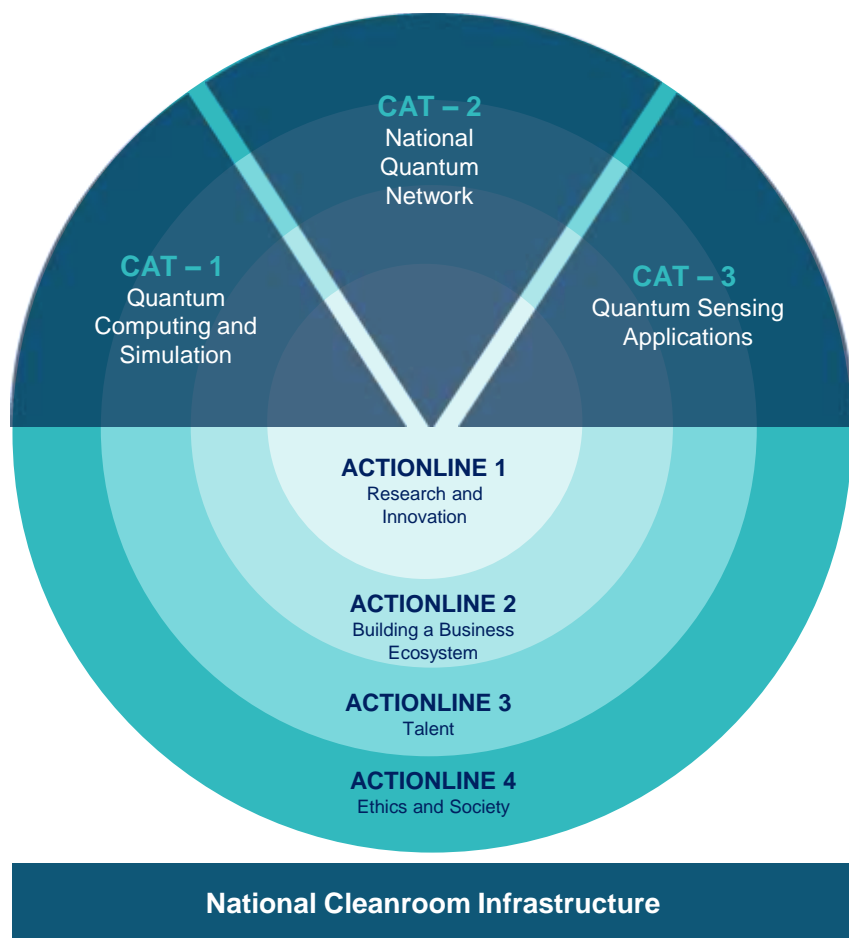 CAT – 2
National
Quantum
Network
CAT – 1
Quantum
Computing and
Simulation
CAT – 3
Quantum Sensing
Applications
ACTIONLINE 1
Research and
Innovation
ACTIONLINE 2
Building a Business
Ecosystem
ACTIONLINE 3
Talent
ACTIONLINE 4
Ethics and Society
National Cleanroom Infrastructure